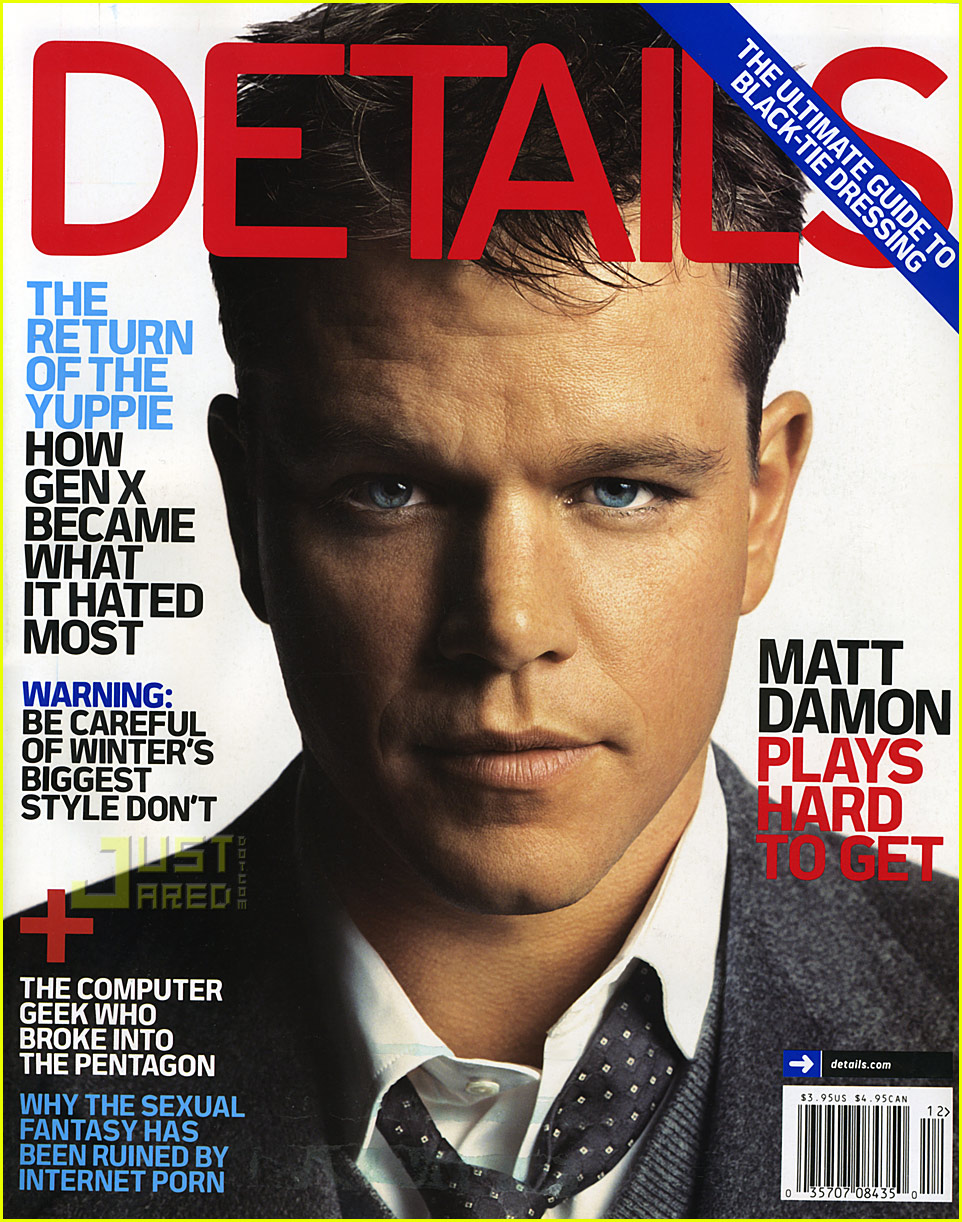 DETAILS
THE ULTIMATE GUIDE TO
BLACK-TIE DRESSING
THE
RETURN
OF THE
YUPPIE
HOW
GEN X
BECAME
WHAT
IT HATED
MOST
WARNING:
BE CAREFUL
OF WINTER'S
BIGGEST
STYLE DON'T
JUST
JARED
DOTCOM
+
THE COMPUTER
GEEK WHO
BROKE INTO
THE PENTAGON
WHY THE SEXUAL
FANTASY HAS
BEEN RUINED BY
INTERNET PORN
MATT
DAMON
PLAYS
HARD
TO GET
details.com
$3.95US $4.95CAN
12>
0 35707 08435 0